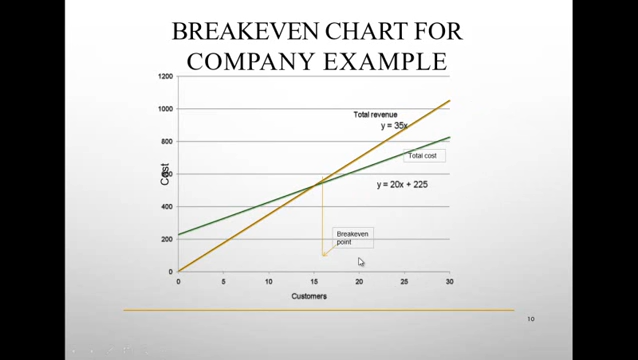 BREAKEVEN CHART FOR
COMPANY EXAMPLE
1200
1000
800
600
400
200
0
Cost
Total revenue
y = 35x
Total cost
y = 20x + 225
Breakeven
point
0 5 10 15 20 25 30
Customers
10